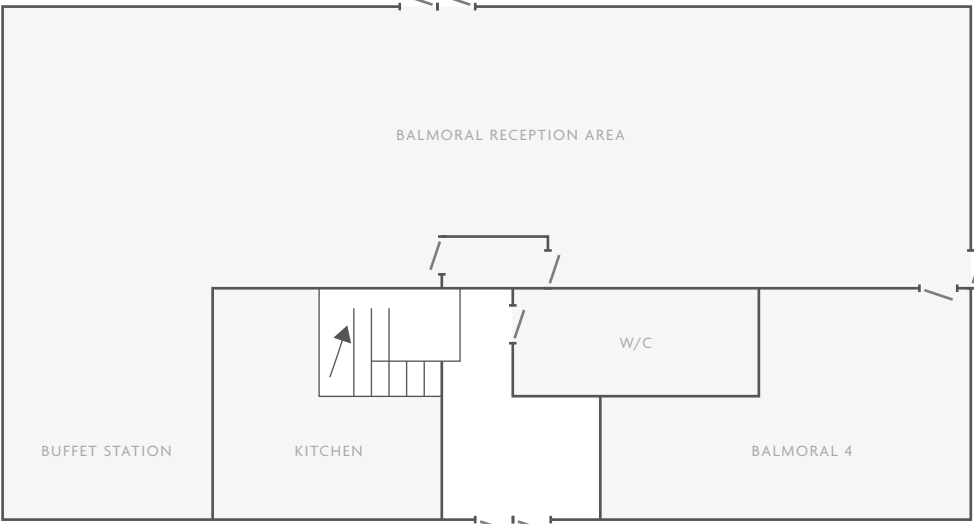 BALMORAL RECEPTION AREA
W/C
BUFFET STATION
KITCHEN
BALMORAL 4